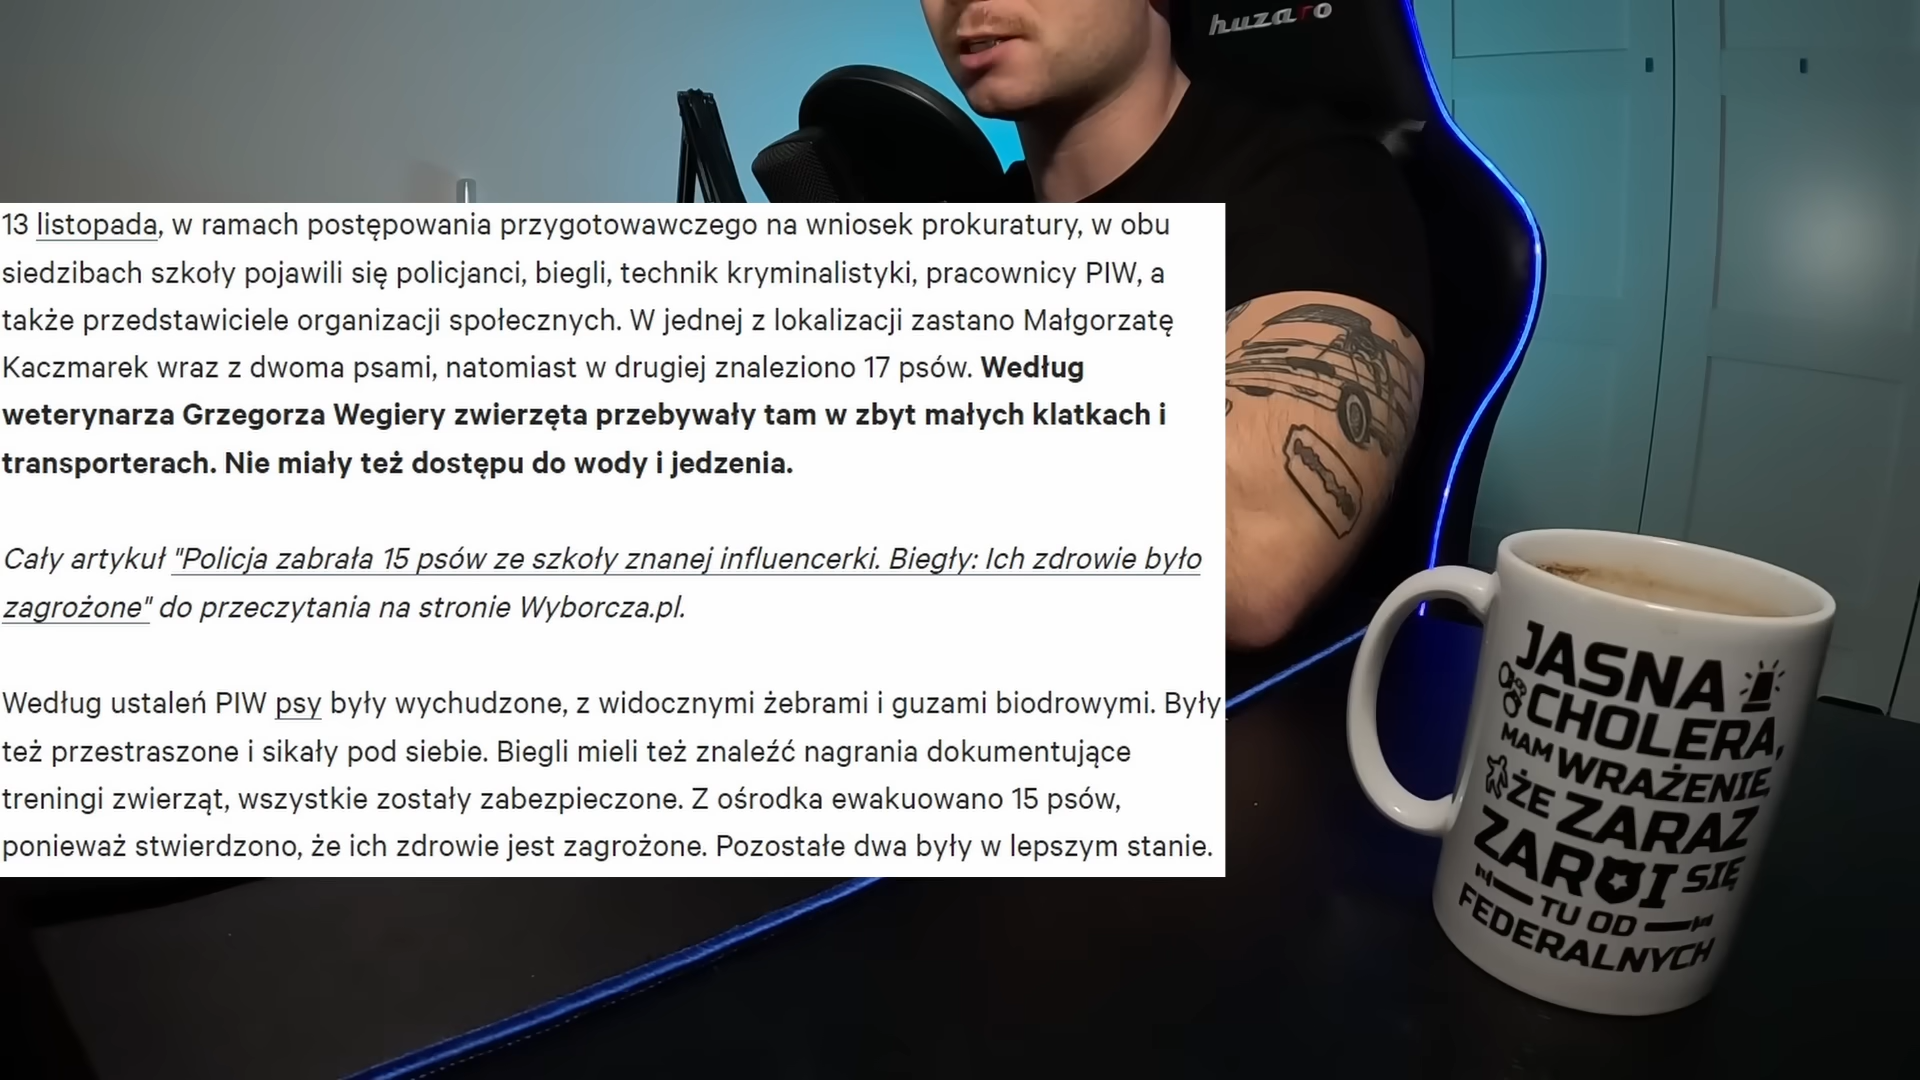 huzaro
13 listopada, w ramach postępowania przygotowawczego na wniosek prokuratury, w obu
siedzibach szkoły pojawili się policjanci, biegli, technik kryminalistyki, pracownicy PIW, a
także przedstawiciele organizacji społecznych. W jednej z lokalizacji zastano Małgorzatę
Kaczmarek wraz z dwoma psami, natomiast w drugiej znaleziono 17 psów. Według
weterynarza Grzegorza Wegiery zwierzęta przebywały tam w zbyt małych klatkach i
transporterach. Nie miały też dostępu do wody i jedzenia.
Cały artykuł "Policja zabrała 15 psów ze szkoły znanej influencerki. Biegły: Ich zdrowie było
zagrożone" do przeczytania na stronie Wyborcza.pl.
Według ustaleń PIW psy były wychudzone, z widocznymi żebrami i guzami biodrowymi. Były
też przestraszone i sikały pod siebie. Biegli mieli też znaleźć nagrania dokumentujące
treningi zwierząt, wszystkie zostały zabezpieczone. Z ośrodka ewakuowano 15 psów,
ponieważ stwierdzono, że ich zdrowie jest zagrożone. Pozostałe dwa były w lepszym stanie.
JASNA
CHOLERA,
MAM WRAŻENIE,
ŻE ZARAZ
ZAROI SIĘ
TU OD
FEDERALNYCH